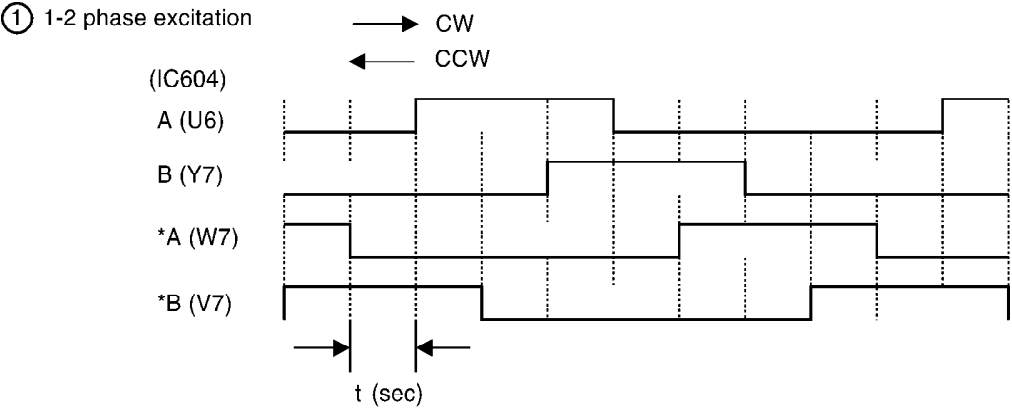 ① 1-2 phase excitation
CW
CCW
(IC604)
A (U6)
B (Y7)
*A (W7)
*B (V7)
t (sec)